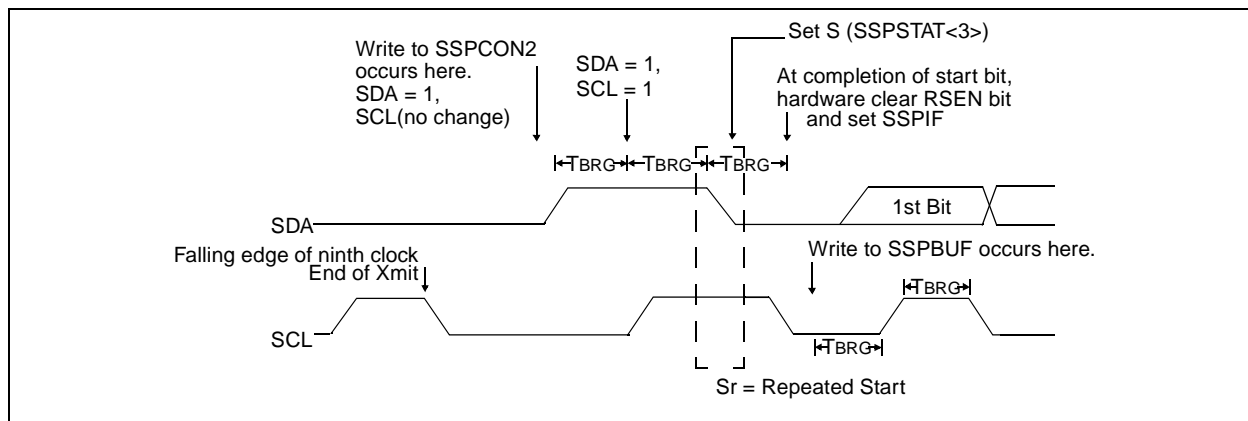 Set S (SSPSTAT<3>)
Write to SSPCON2
occurs here.
SDA = 1,
SCL(no change)
SDA = 1,
SCL = 1
At completion of start bit,
hardware clear RSEN bit
and set SSPIF
TBRG TBRG TBRG
SDA
1st Bit
Falling edge of ninth clock
End of Xmit
Write to SSPBUF occurs here.
TBRG
SCL
TBRG
Sr = Repeated Start